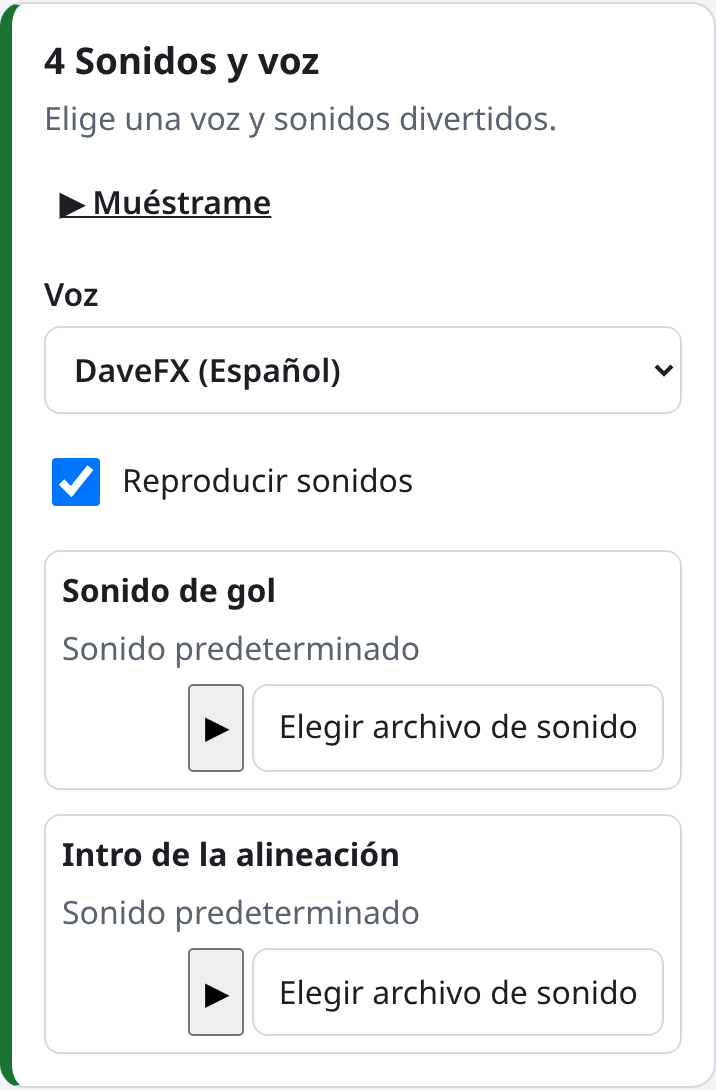 4 Sonidos y voz
Elige una voz y sonidos divertidos.
▶ Muéstrame
Voz
DaveFX (Español)
Reproducir sonidos
Sonido de gol
Sonido predeterminado
▶ Elegir archivo de sonido
Intro de la alineación
Sonido predeterminado
▶ Elegir archivo de sonido